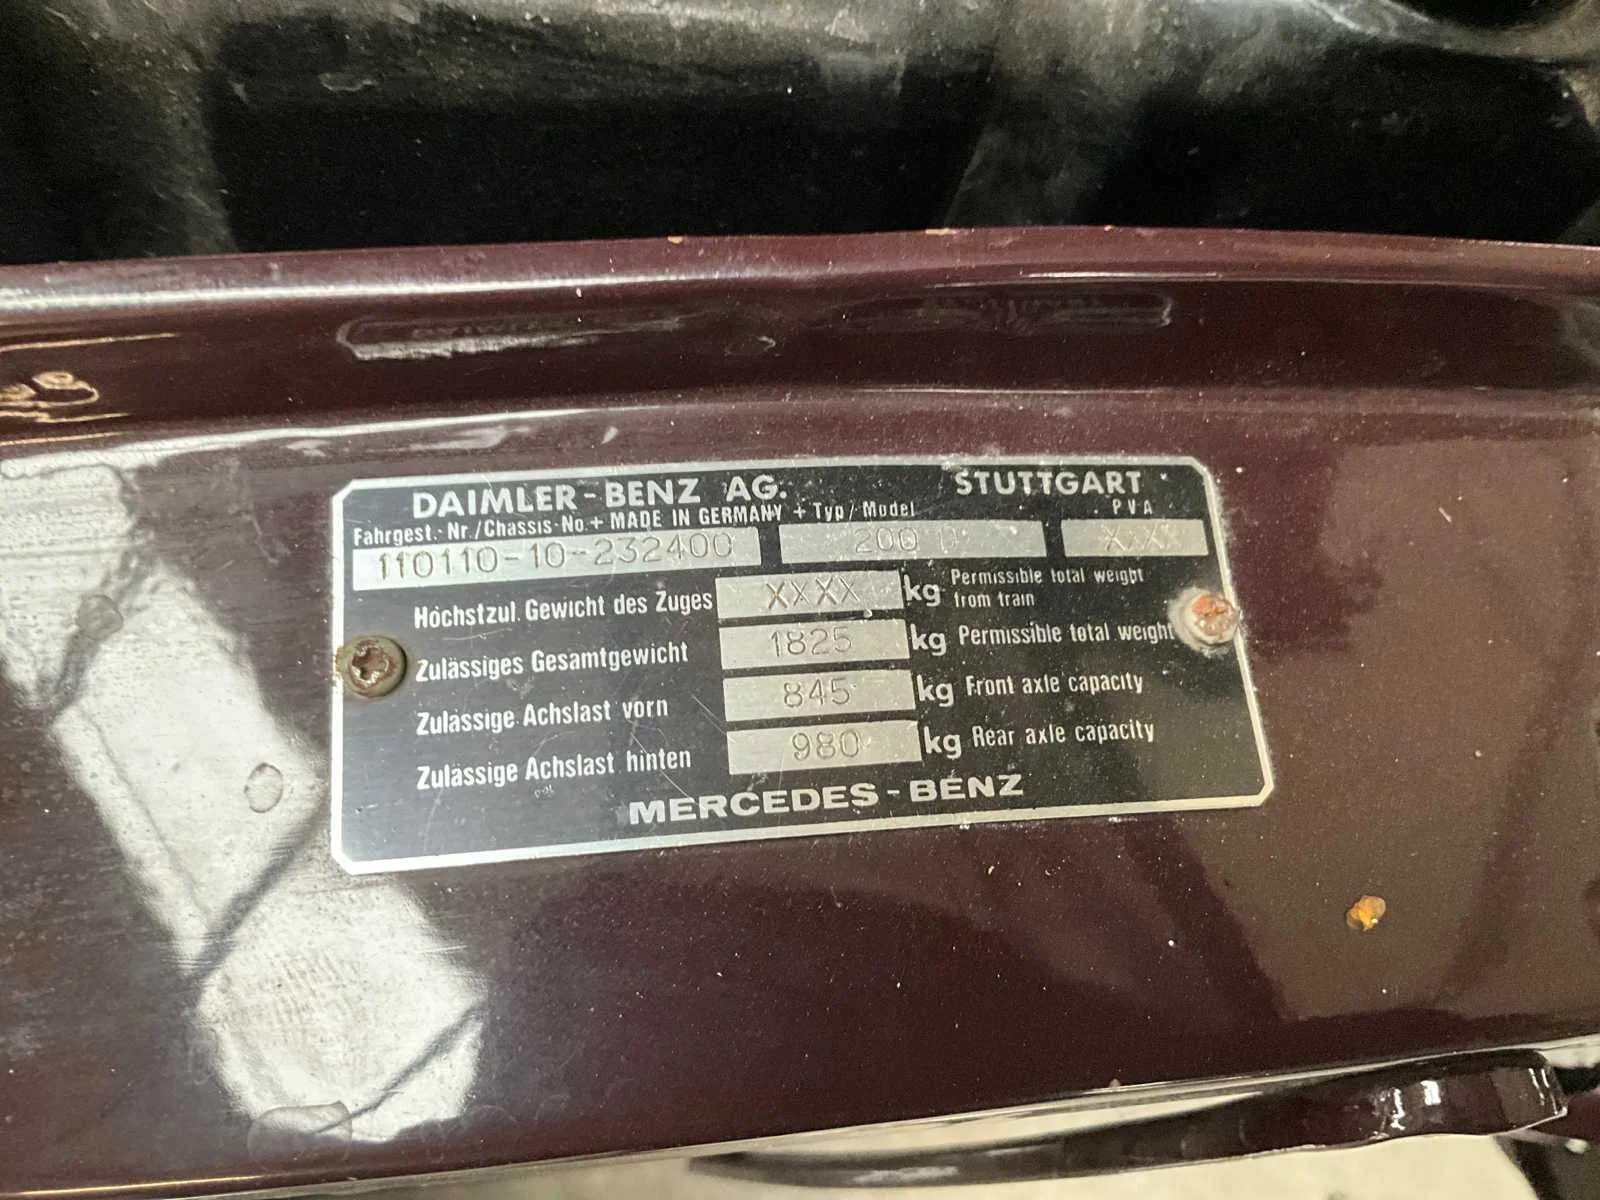 DAIMLER-BENZ AG. STUTTGART
Fahrgest.-Nr./Chassis-No + MADE IN GERMANY + Typ/Model PVA
110110-10-232400 200 D X X
Höchstzul. Gewicht des Zuges XXXX kg Permissible total weight from train
Zulässiges Gesamtgewicht 1825 kg Permissible total weight
Zulässige Achslast vorn 845 kg Front axle capacity
Zulässige Achslast hinten 980 kg Rear axle capacity
MERCEDES-BENZ